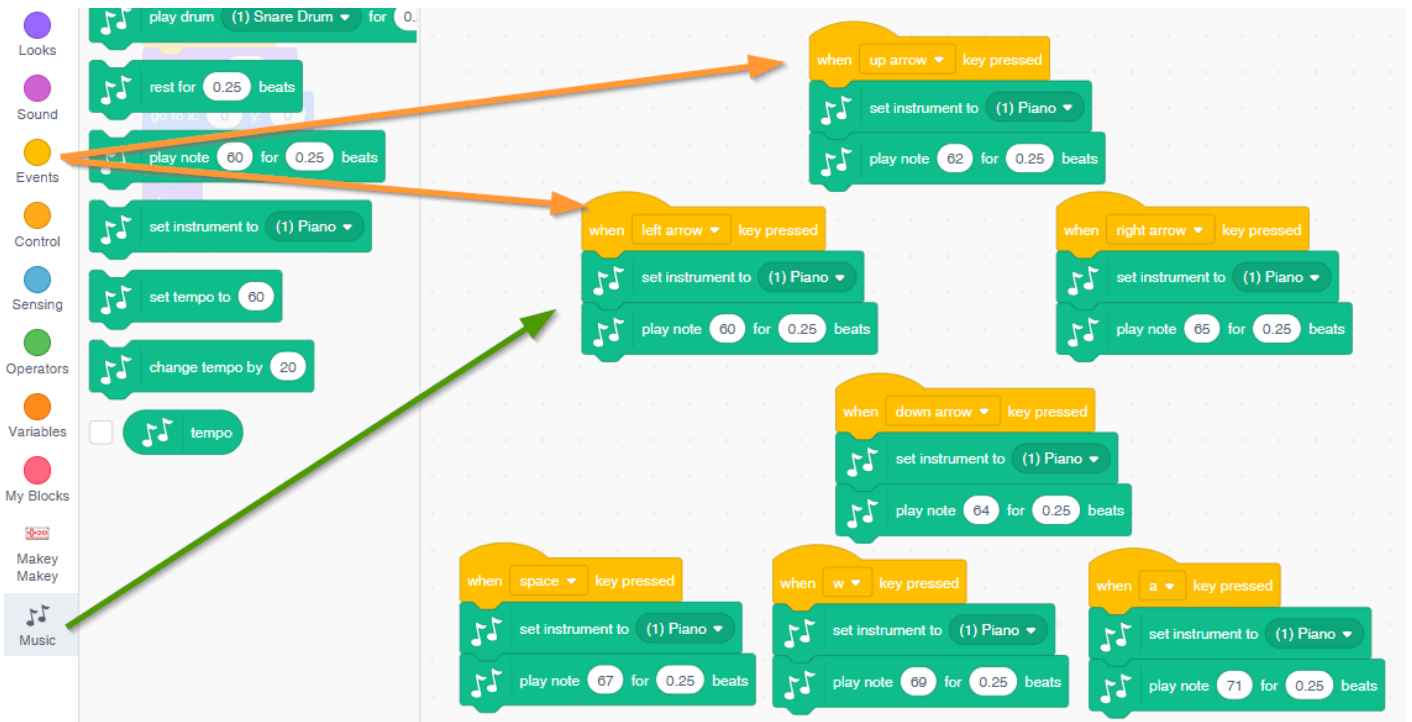 Looks
Sound
Events
Control
Sensing
Operators
Variables
My Blocks
Makey
Makey
Music
play drum (1) Snare Drum for 0.
rest for 0.25 beats
go to x: 0 y: 0
play note 60 for 0.25 beats
set instrument to (1) Piano
set tempo to 60
change tempo by 20
tempo
when up arrow key pressed
set instrument to (1) Piano
play note 62 for 0.25 beats
when left arrow key pressed
set instrument to (1) Piano
play note 60 for 0.25 beats
when right arrow key pressed
set instrument to (1) Piano
play note 65 for 0.25 beats
when down arrow key pressed
set instrument to (1) Piano
play note 64 for 0.25 beats
when space key pressed
set instrument to (1) Piano
play note 67 for 0.25 beats
when w key pressed
set instrument to (1) Piano
play note 69 for 0.25 beats
when a key pressed
set instrument to (1) Piano
play note 71 for 0.25 beats